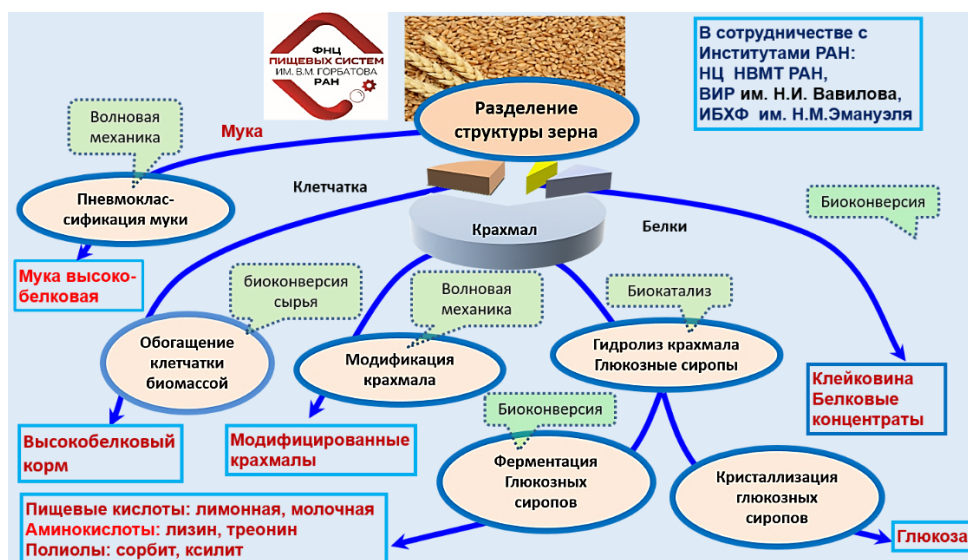 ФНЦ
ПИЩЕВЫХ СИСТЕМ
ИМ. В.М. ГОРБАТОВА
РАН
В сотрудничестве с
Институтами РАН:
НЦ НВМТ РАН,
ВИР им. Н.И. Вавилова,
ИБХФ им. Н.М.Эмануэля
Разделение
структуры зерна
Волновая
механика
Мука
Клетчатка
Пневмоклас-
сификация муки
Крахмал
Белки
Биоконверсия
Мука высоко-
белковая
биоконверсия
сырья
Волновая
механика
Биокатализ
Обогащение
клетчатки
биомассой
Модификация
крахмала
Гидролиз крахмала
Глюкозные сиропы
Клейковина
Белковые
концентраты
Высокобелковый
корм
Модифицированные
крахмалы
Биоконверсия
Ферментация
Глюкозных
сиропов
Кристаллизация
глюкозных
сиропов
Пищевые кислоты: лимонная, молочная
Аминокислоты: лизин, треонин
Полиолы: сорбит, ксилит
Глюкоза